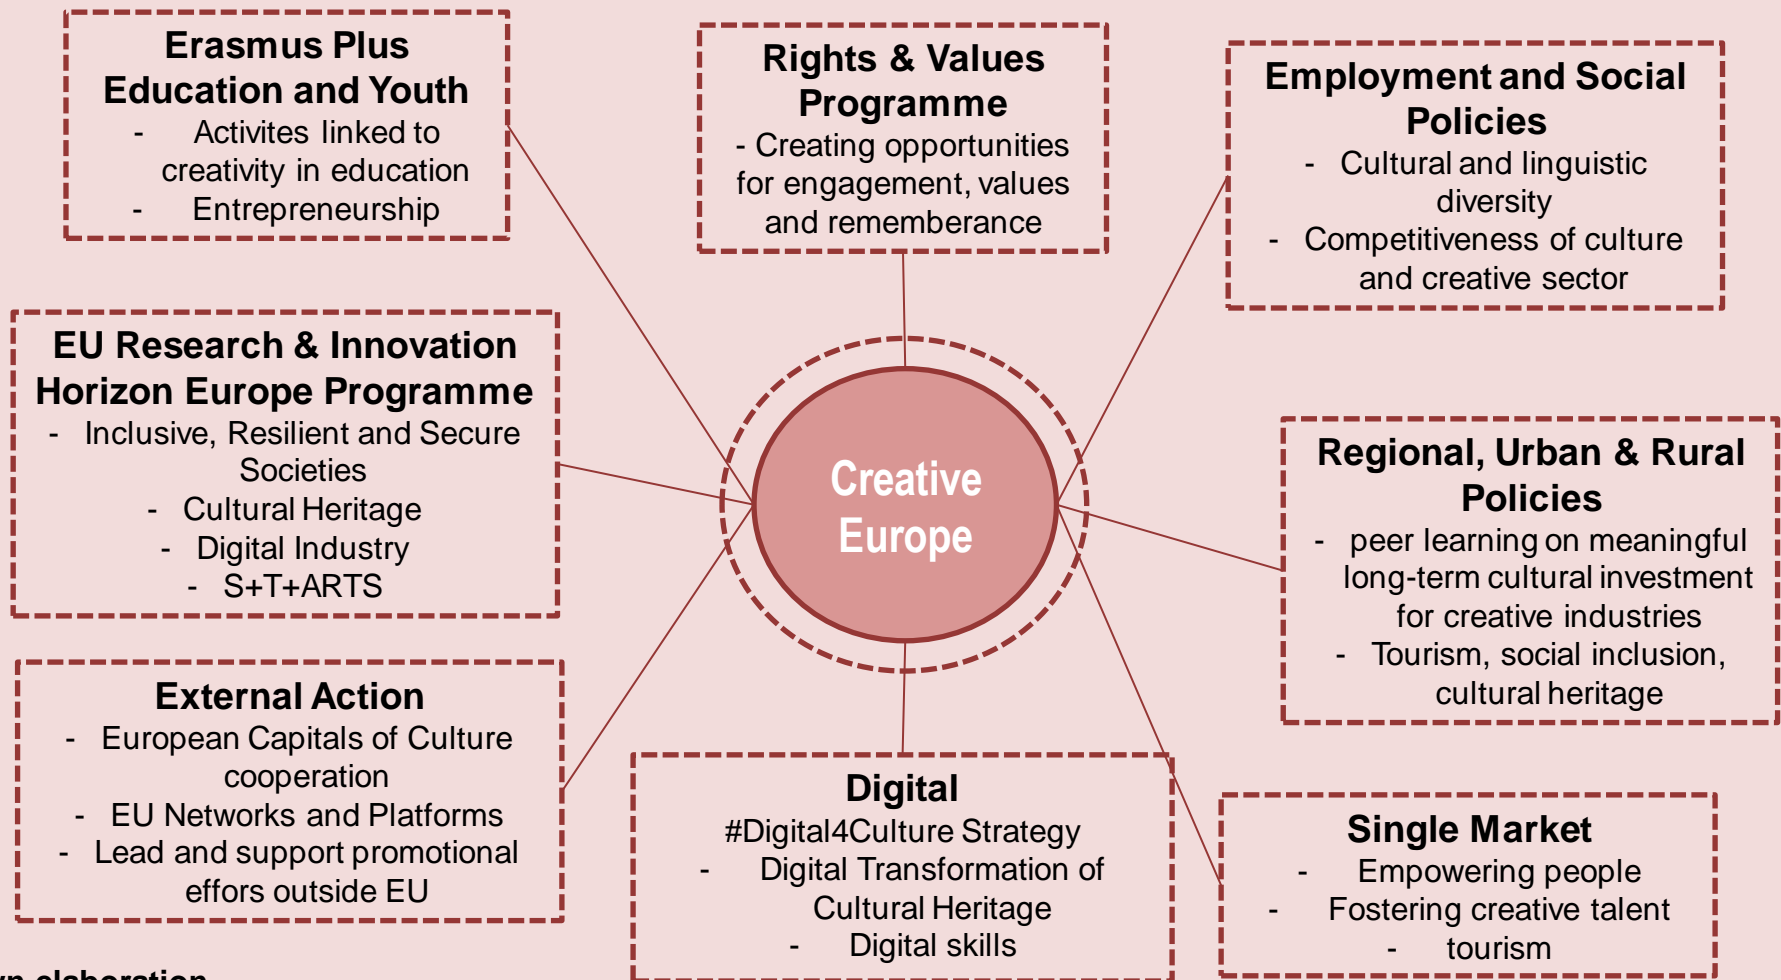 Erasmus Plus
Education and Youth
- Activites linked to
creativity in education
- Entrepreneurship
Rights & Values
Programme
- Creating opportunities
for engagement, values
and rememberance
Employment and Social
Policies
- Cultural and linguistic
diversity
- Competitiveness of culture
and creative sector
EU Research & Innovation
Horizon Europe Programme
- Inclusive, Resilient and Secure
Societies
- Cultural Heritage
- Digital Industry
- S+T+ARTS
Creative
Europe
Regional, Urban & Rural
Policies
- peer learning on meaningful
long-term cultural investment
for creative industries
- Tourism, social inclusion,
cultural heritage
External Action
- European Capitals of Culture
cooperation
- EU Networks and Platforms
- Lead and support promotional
effors outside EU
Digital
#Digital4Culture Strategy
- Digital Transformation of
Cultural Heritage
- Digital skills
Single Market
- Empowering people
- Fostering creative talent
- tourism
elaboration